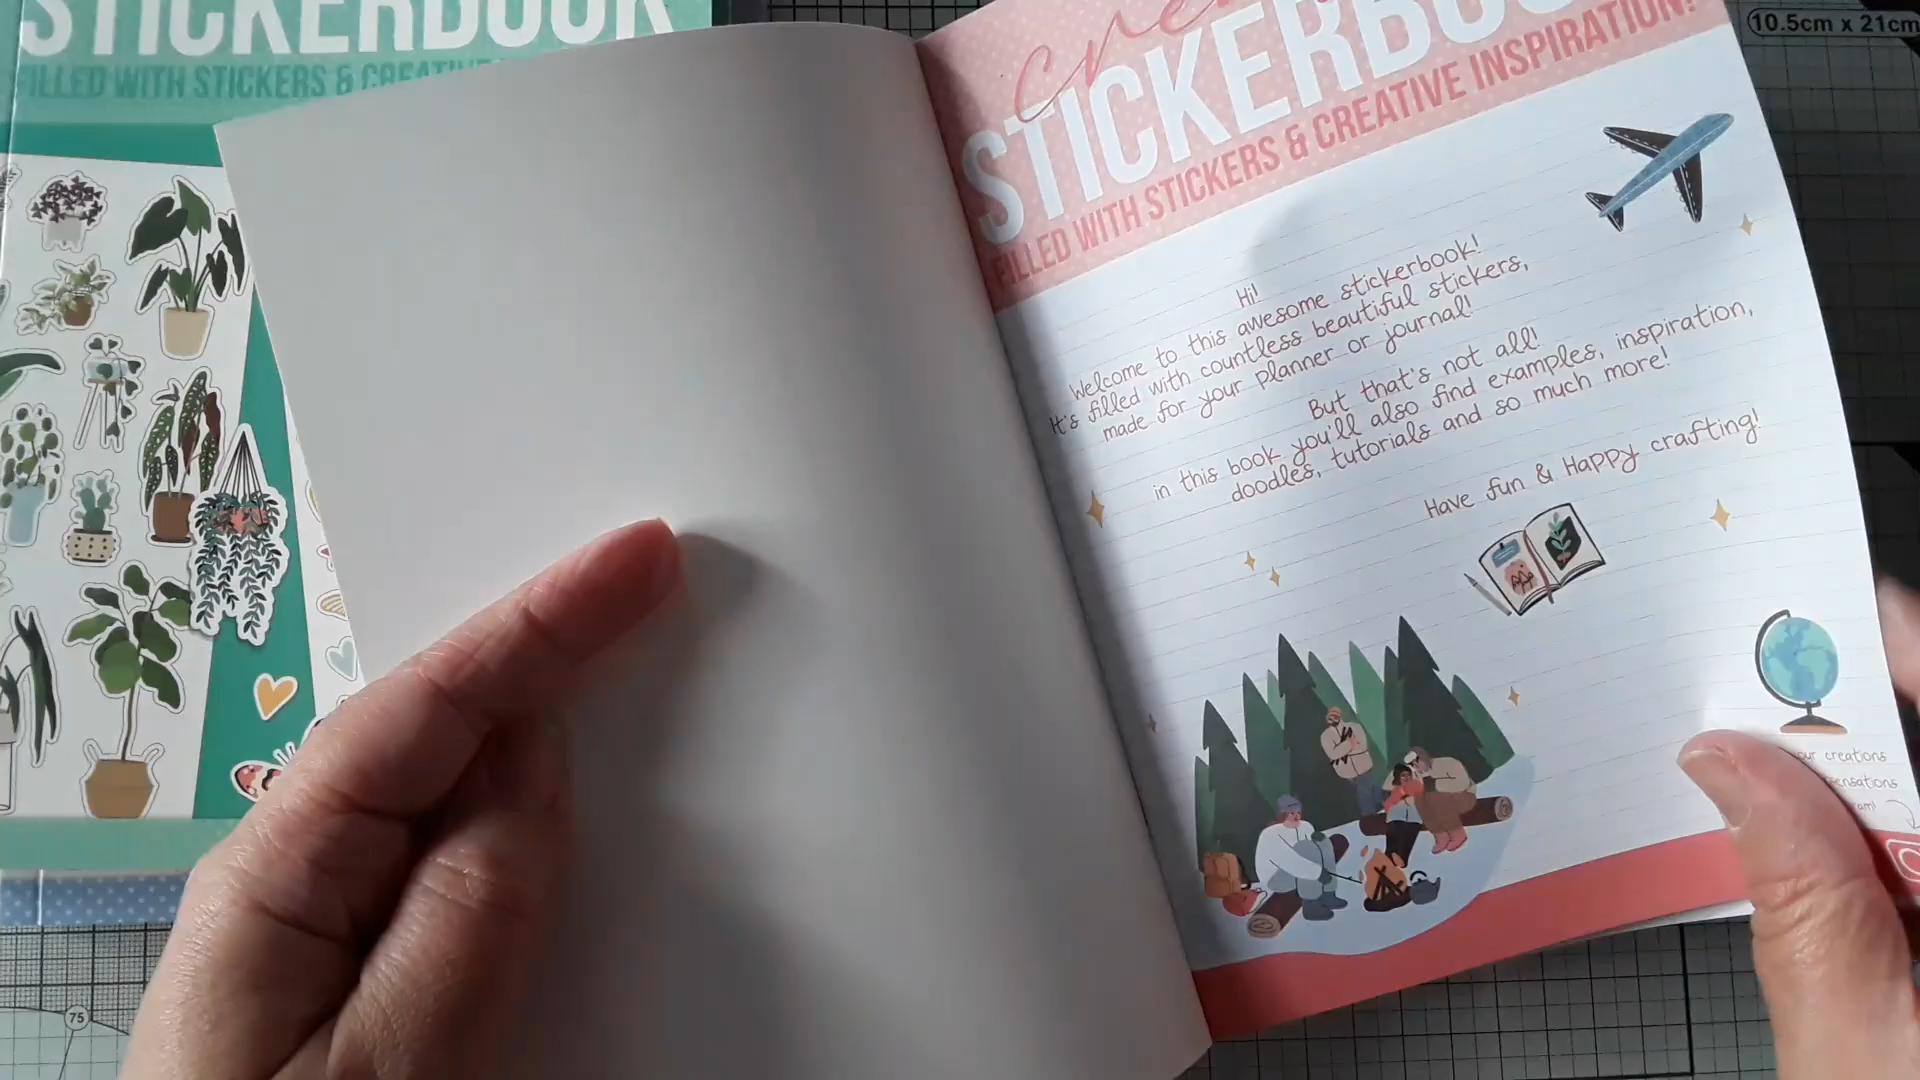 STICKERBOOK
FILLED WITH STICKERS & CREATIVE
STICKERBOO
FILLED WITH STICKERS & CREATIVE INSPIRATION!
10.5cm x 21cm
Hi!
Welcome to this awesome stickerbook!
It's filled with countless beautiful stickers,
made for your planner or journal!
But that's not all!
in this book you'll also find examples, inspiration,
doodles, tutorials and so much more!
Have fun & Happy crafting!
creations
75